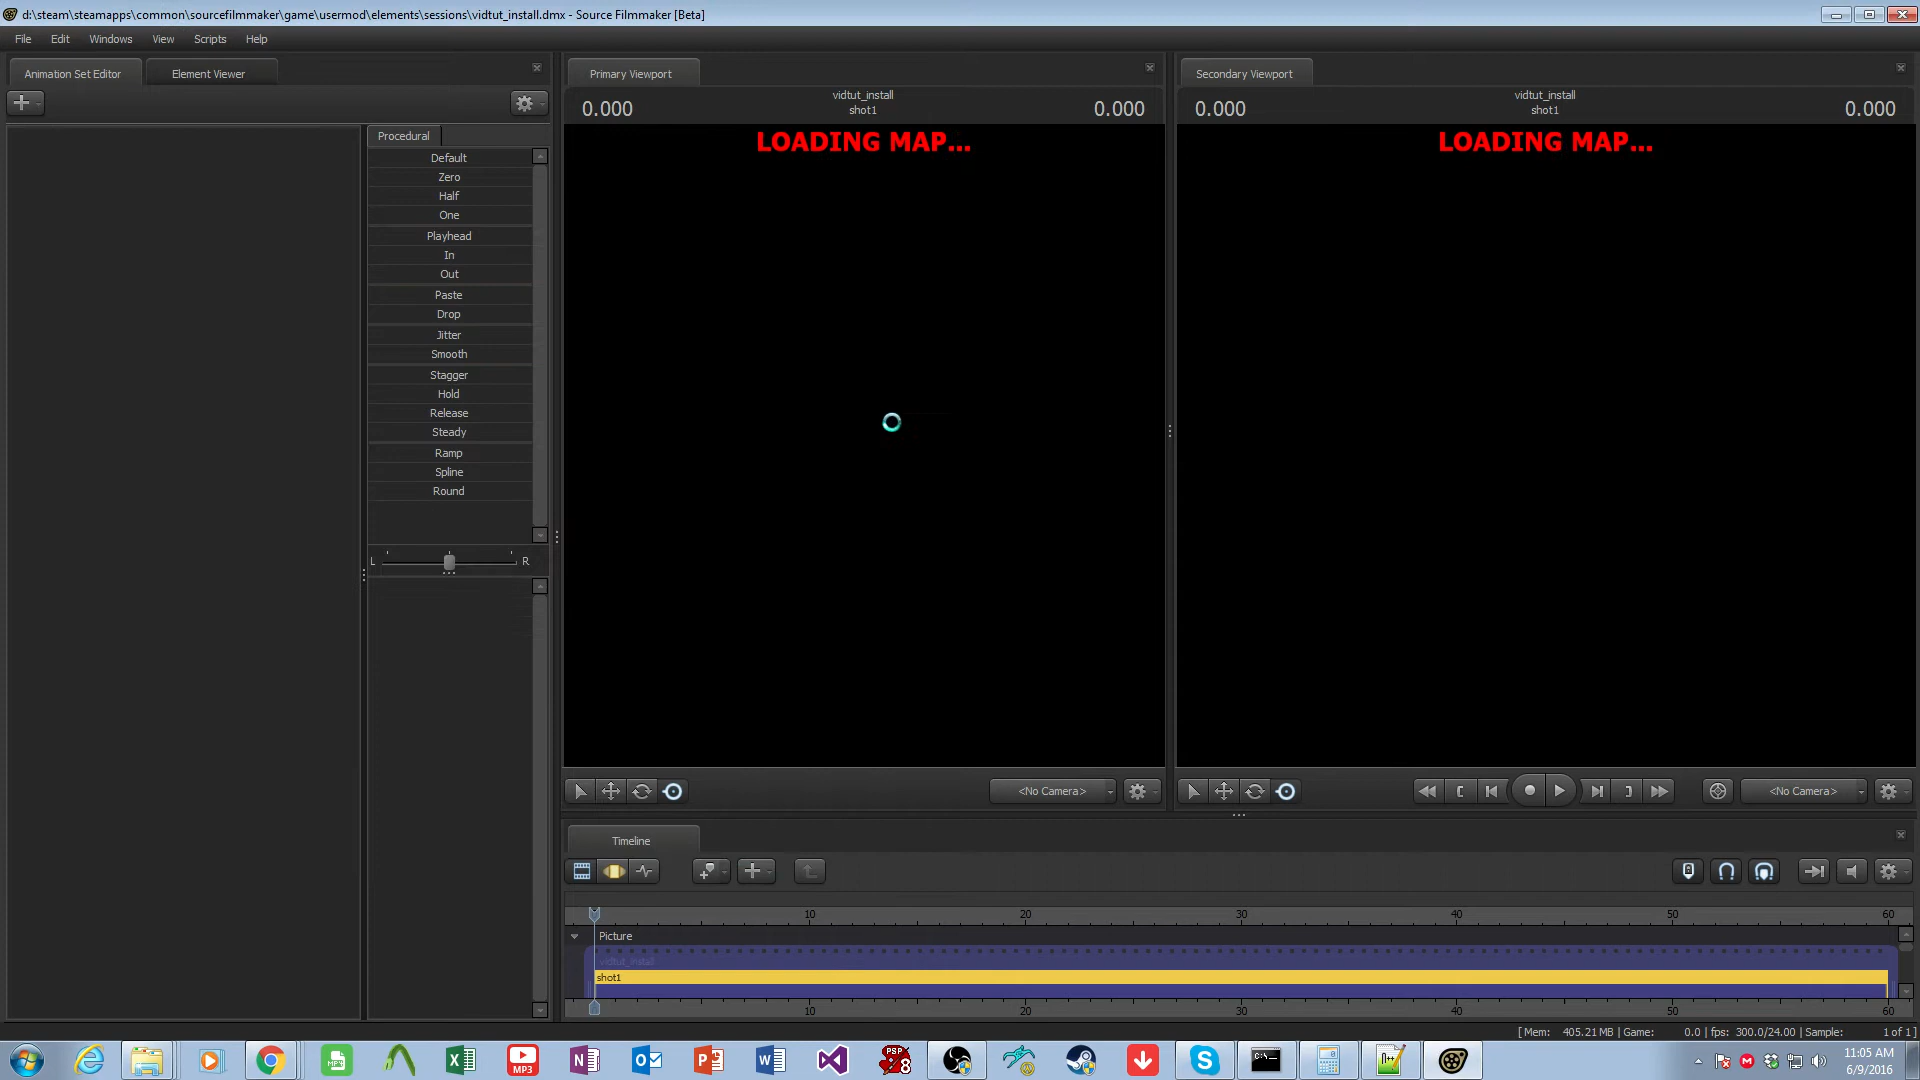 d:\steam\steamapps\common\sourcefilmmaker\game\usermod\elements\sessions\vidtut_install.dmx - Source Filmmaker [Beta]
File Edit Windows View Scripts Help
Animation Set Editor Element Viewer
Procedural
Default
Zero
Half
One
Playhead
In
Out
Paste
Drop
Jitter
Smooth
Stagger
Hold
Release
Steady
Ramp
Spline
Round
L R
Primary Viewport
0.000 vidtut_install 0.000
shot1
LOADING MAP...
<No Camera>
Secondary Viewport
0.000 vidtut_install 0.000
shot1
LOADING MAP...
<No Camera>
Timeline
10 20 30 40 50 60
Picture
vidtut_install
shot1
10 20 30 40 50 60
[ Mem: 405.21 MB | Game: 0.0 | fps: 300.0/24.00 | Sample: 1 of 1 ]
MP3
PSP 8
C:\.
11:05 AM
6/9/2016